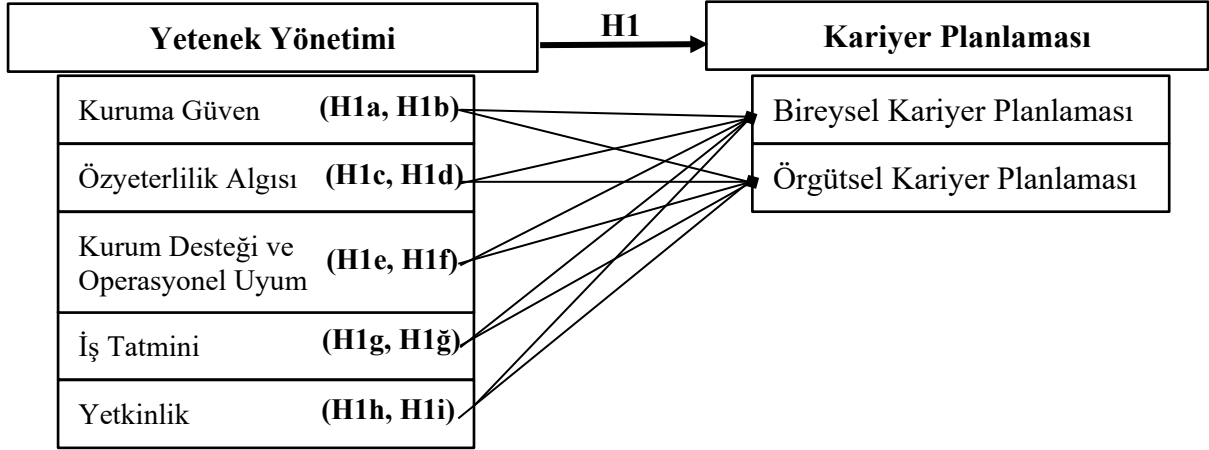 Yetenek Yönetimi
H1
Kariyer Planlaması
Kuruma Güven (H1a, H1b)
Bireysel Kariyer Planlaması
Özyeterlilik Algısı (H1c, H1d)
Örgütsel Kariyer Planlaması
Kurum Desteği ve
Operasyonel Uyum (H1e, H1f)
İş Tatmini (H1g, H1ğ)
Yetkinlik (H1h, H1i)